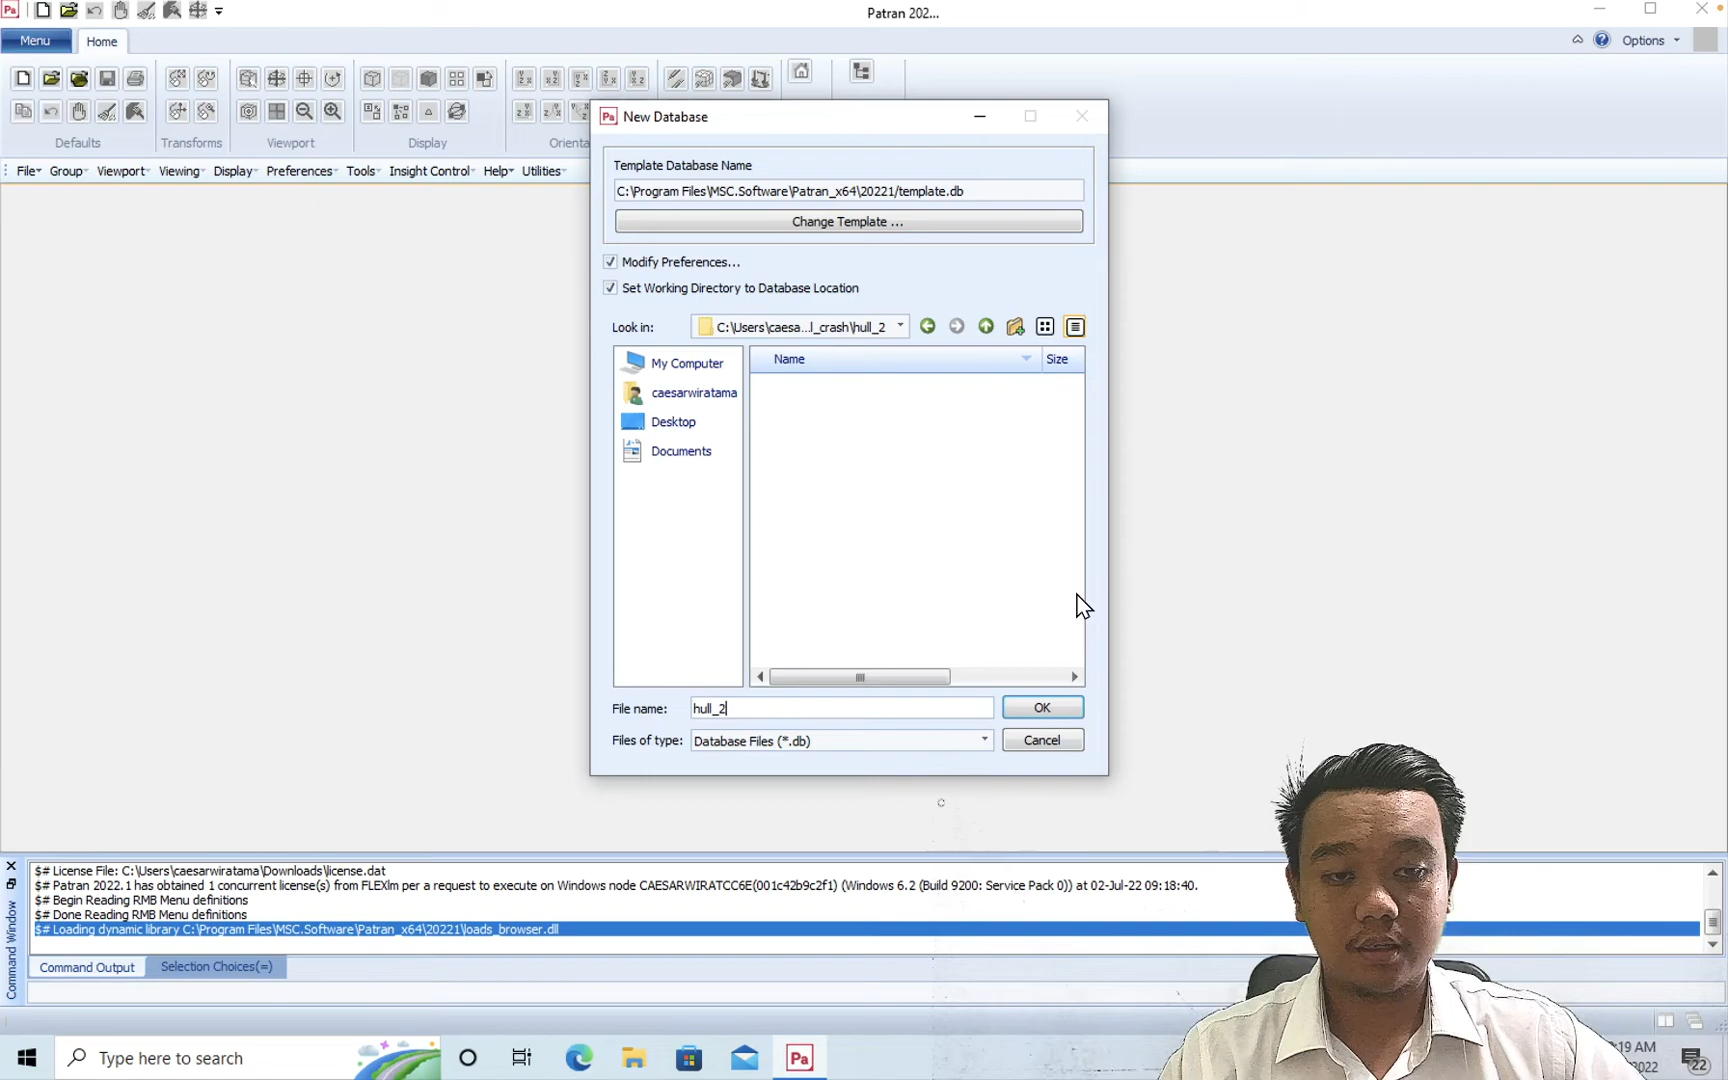 Patran 202...
Menu
Home
Options
Defaults
Transforms
Viewport
Display
Orienta
File
Group
Viewport
Viewing
Display
Preferences
Tools
Insight Control
Help
Utilities
Pa New Database
Template Database Name
C:\Program Files\MSC.Software\Patran_x64\20221/template.db
Change Template ...
Modify Preferences...
Set Working Directory to Database Location
Look in: C:\Users\caesa...l_crash\hull_2
My Computer
caesarwiratama
Desktop
Documents
Name
Size
File name: hull_2
OK
Files of type: Database Files (*.db)
Cancel
$# License File: C:\Users\caesarwiratama\Downloads\license.dat
$# Patran 2022.1 has obtained 1 concurrent license(s) from FLEXlm per a request to execute on Windows node CAESARWIRATCC6E(001c42b9c2f1) (Windows 6.2 (Build 9200: Service Pack 0)) at 02-Jul-22 09:18:40.
$# Begin Reading RMB Menu definitions
$# Done Reading RMB Menu definitions
$# Loading dynamic library C:\Program Files\MSC.Software\Patran_x64\20221\loads_browser.dll
Command Window
Command Output
Selection Choices(=)
Type here to search
Pa
:19 AM
2022
22